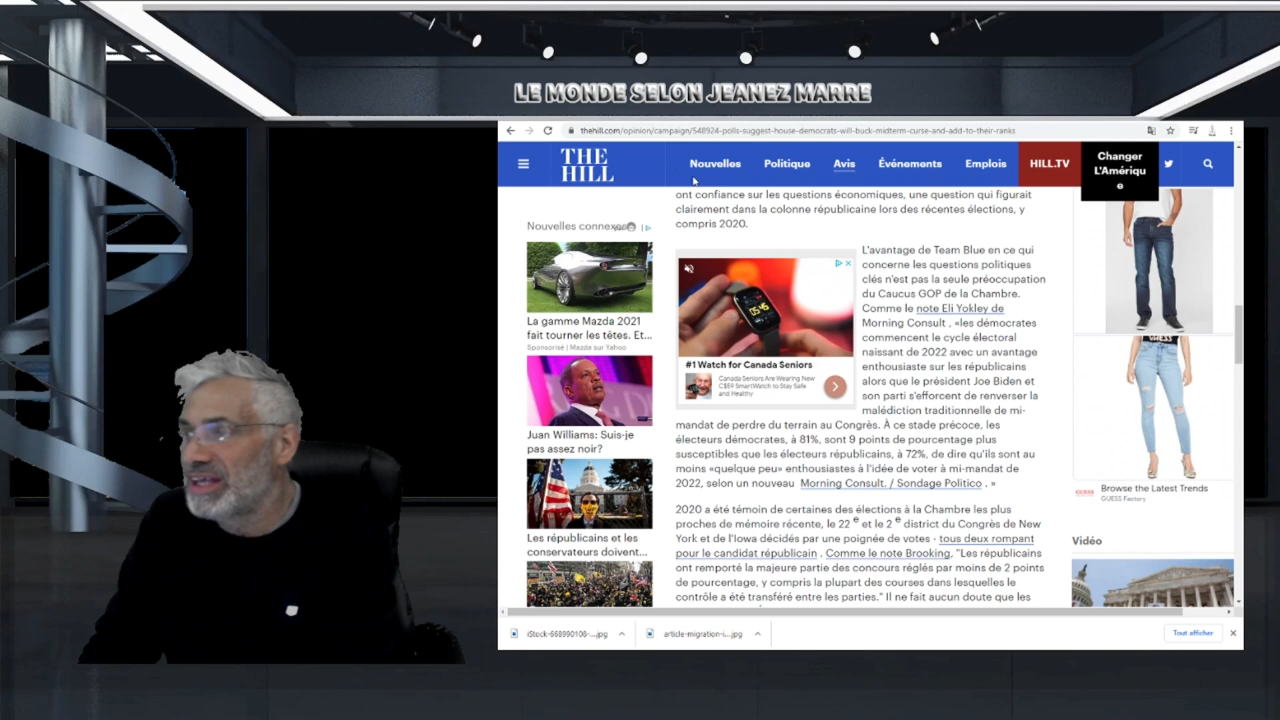 LE MONDE SELON JEANEZ MARRE
thehill.com/opinion/campaign/548924-polls-suggest-house-democrats-will-buck-midterm-curse-and-add-to-their-ranks
THE
HILL
Nouvelles
Politique
Avis
Événements
Emplois
HILL.TV
Changer
L'Amériqu
e
ont confiance sur les questions économiques, une question qui figurait
clairement dans la colonne républicaine lors des récentes élections, y
compris 2020.
Nouvelles
La gamme Mazda 2021
fait tourner les têtes. Et...
Sponsorisé | Mazda sur Yahoo
Juan Williams: Suis-je
pas assez noir?
Les républicains et les
conservateurs doivent...
05:45
#1 Watch for Canada Seniors
Canada Seniors Are Wearing New
C$59 SmartWatch to Stay Safe
and Healthy
L'avantage de Team Blue en ce qui
concerne les questions politiques
clés n'est pas la seule préoccupation
du Caucus GOP de la Chambre.
Comme le note Eli Yokley de
Morning Consult , «les démocrates
commencent le cycle électoral
naissant de 2022 avec un avantage
enthousiaste sur les républicains
alors que le président Joe Biden et
son parti s'efforcent de renverser la
malédiction traditionnelle de mi-
mandat de perdre du terrain au Congrès. À ce stade précoce, les
électeurs démocrates, à 81%, sont 9 points de pourcentage plus
susceptibles que les électeurs républicains, à 72%, de dire qu'ils sont au
moins «quelque peu» enthousiastes à l'idée de voter à mi-mandat de
2022, selon un nouveau Morning Consult. / Sondage Politico . »
2020 a été témoin de certaines des élections à la Chambre les plus
proches de mémoire récente, le 22 e et le 2 e district du Congrès de New
York et de l'Iowa décidés par une poignée de votes - tous deux rompant
pour le candidat républicain . Comme le note Brooking, "Les républicains
ont remporté la majeure partie des concours réglés par moins de 2 points
de pourcentage, y compris la plupart des courses dans lesquelles le
contrôle a été transféré entre les parties." Il ne fait aucun doute que les
GUESS
Browse the Latest Trends
GUESS Factory
Vidéo
iStock-668990108-...jpg
article-migration-i...jpg
Tout afficher